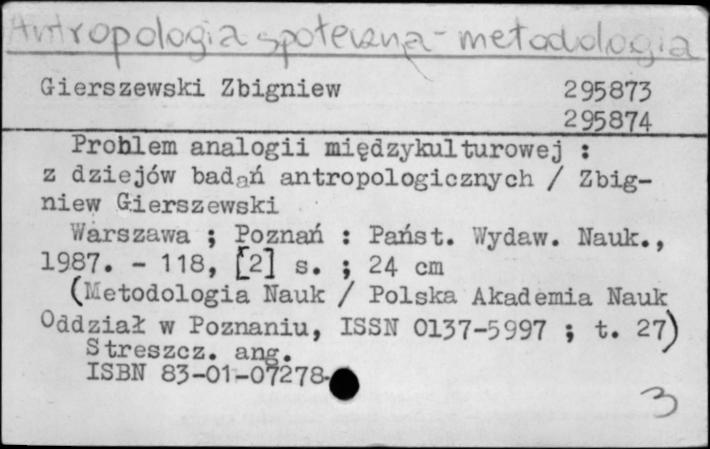 Antropologia społeczna - metodologia
Gierszewski Zbigniew 295873
295874
Problem analogii międzykulturowej :
z dziejów badań antropologicznych / Zbig-
niew Gierszewski
Warszawa ; Poznań : Państ. Wydaw. Nauk.,
1987. - 118, [2] s. ; 24 cm
(Metodologia Nauk / Polska Akademia Nauk
Oddział w Poznaniu, ISSN 0137-5997 ; t. 27)
Streszcz. ang.
ISBN 83-01-07278-
3